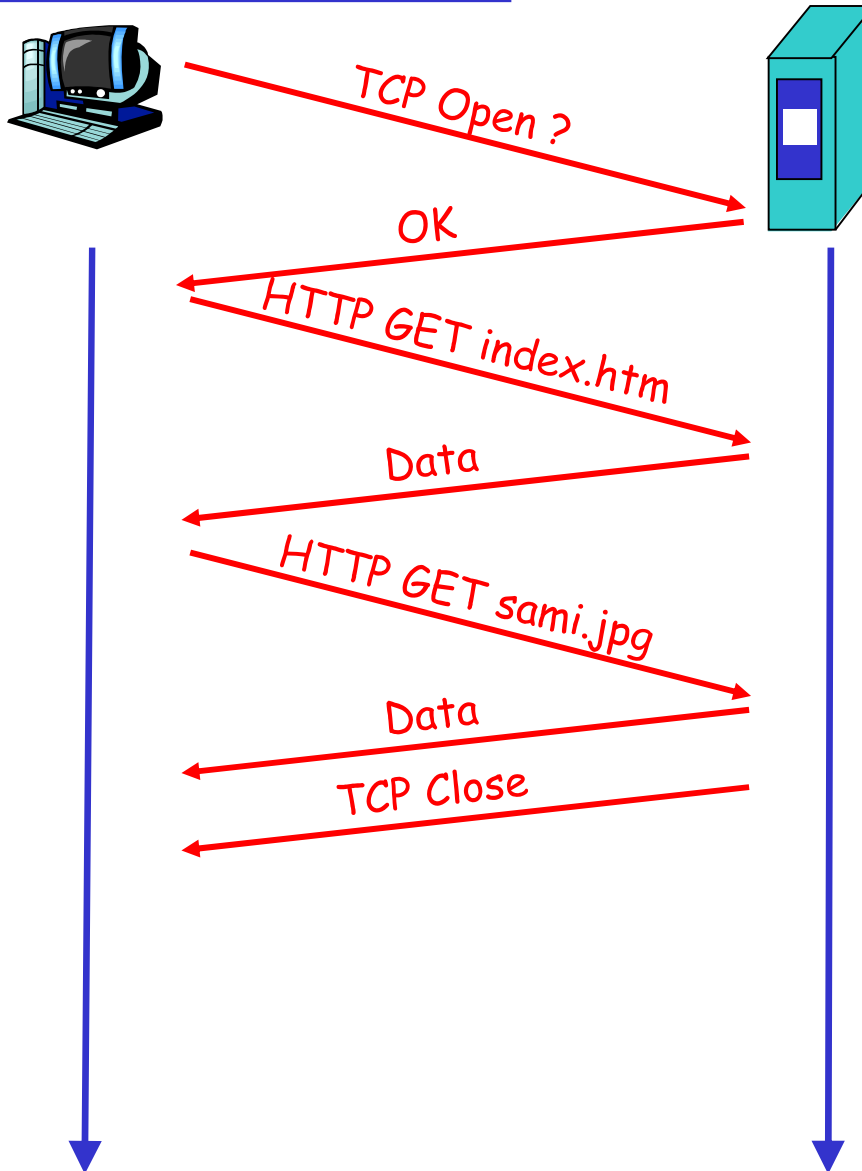 TCP Open ?
OK
HTTP GET index.htm
Data
HTTP GET sami.jpg
Data
TCP Close